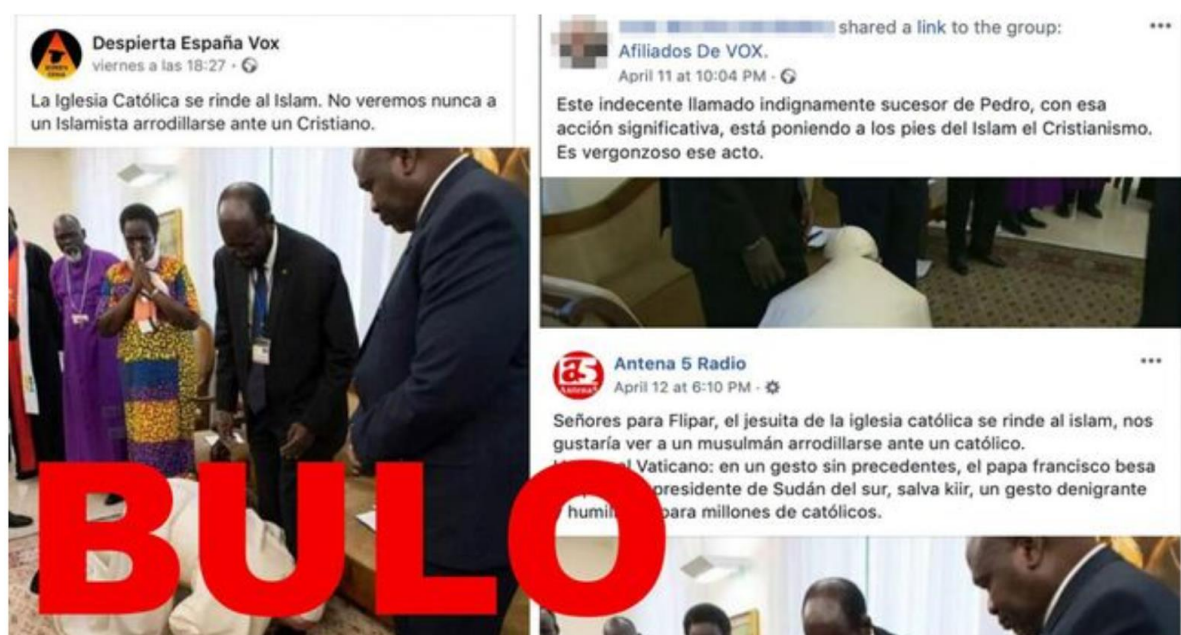 Despierta España Vox
viernes a las 18:27 ·
La Iglesia Católica se rinde al Islam. No veremos nunca a
un Islamista arrodillarse ante un Cristiano.
shared a link to the group:
Afiliados De VOX.
April 11 at 10:04 PM ·
Este indecente llamado indignamente sucesor de Pedro, con esa
acción significativa, está poniendo a los pies del Islam el Cristianismo.
Es vergonzoso ese acto.
a5
Antena5
Antena 5 Radio
April 12 at 6:10 PM ·
Señores para Flipar, el jesuita de la iglesia católica se rinde al islam, nos
gustaría ver a un musulmán arrodillarse ante un católico.
Vaticano: en un gesto sin precedentes, el papa francisco besa
presidente de Sudán del sur, salva kiir, un gesto denigrante
para millones de católicos.
BULO